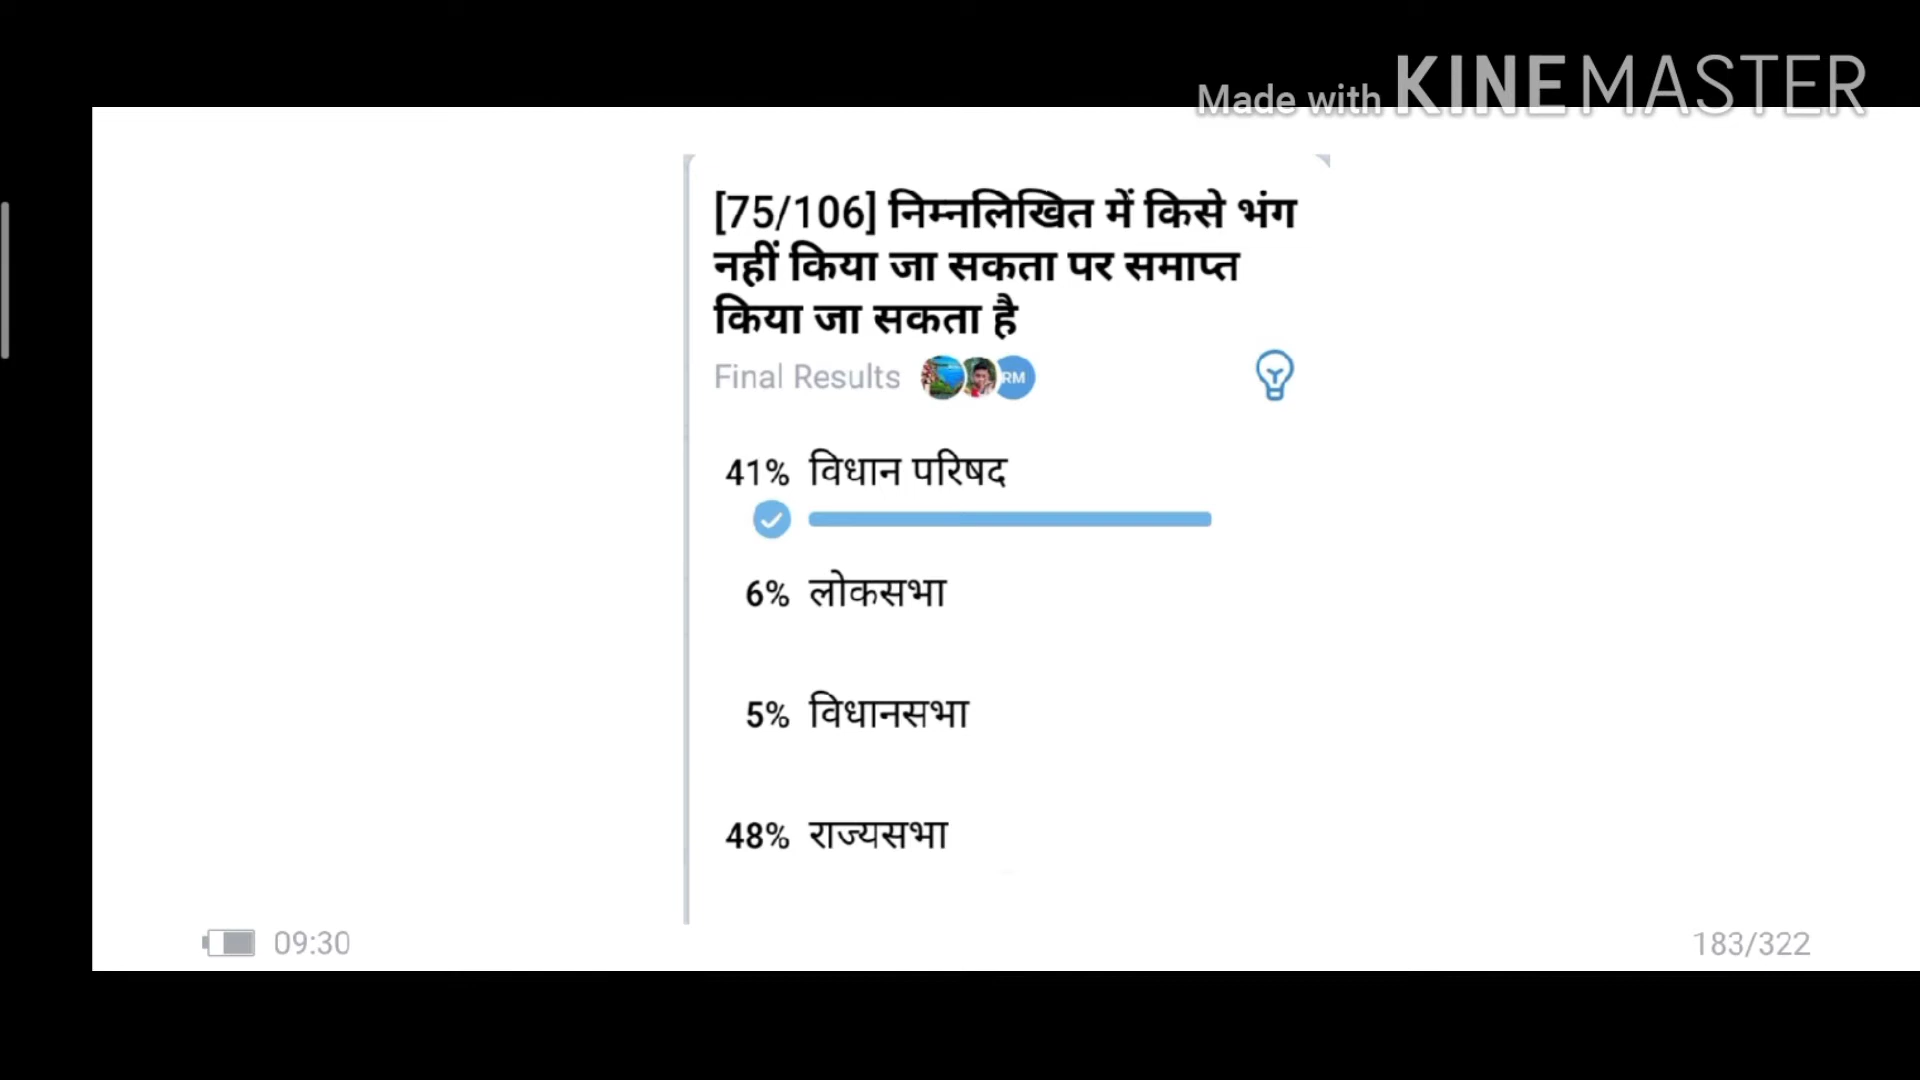 Made with KINEMASTER
[75/106] निम्नलिखित में किसे भंग
नहीं किया जा सकता पर समाप्त
किया जा सकता है
Final Results RM
41% विधान परिषद
6% लोकसभा
5% विधानसभा
48% राज्यसभा
09:30
183/322